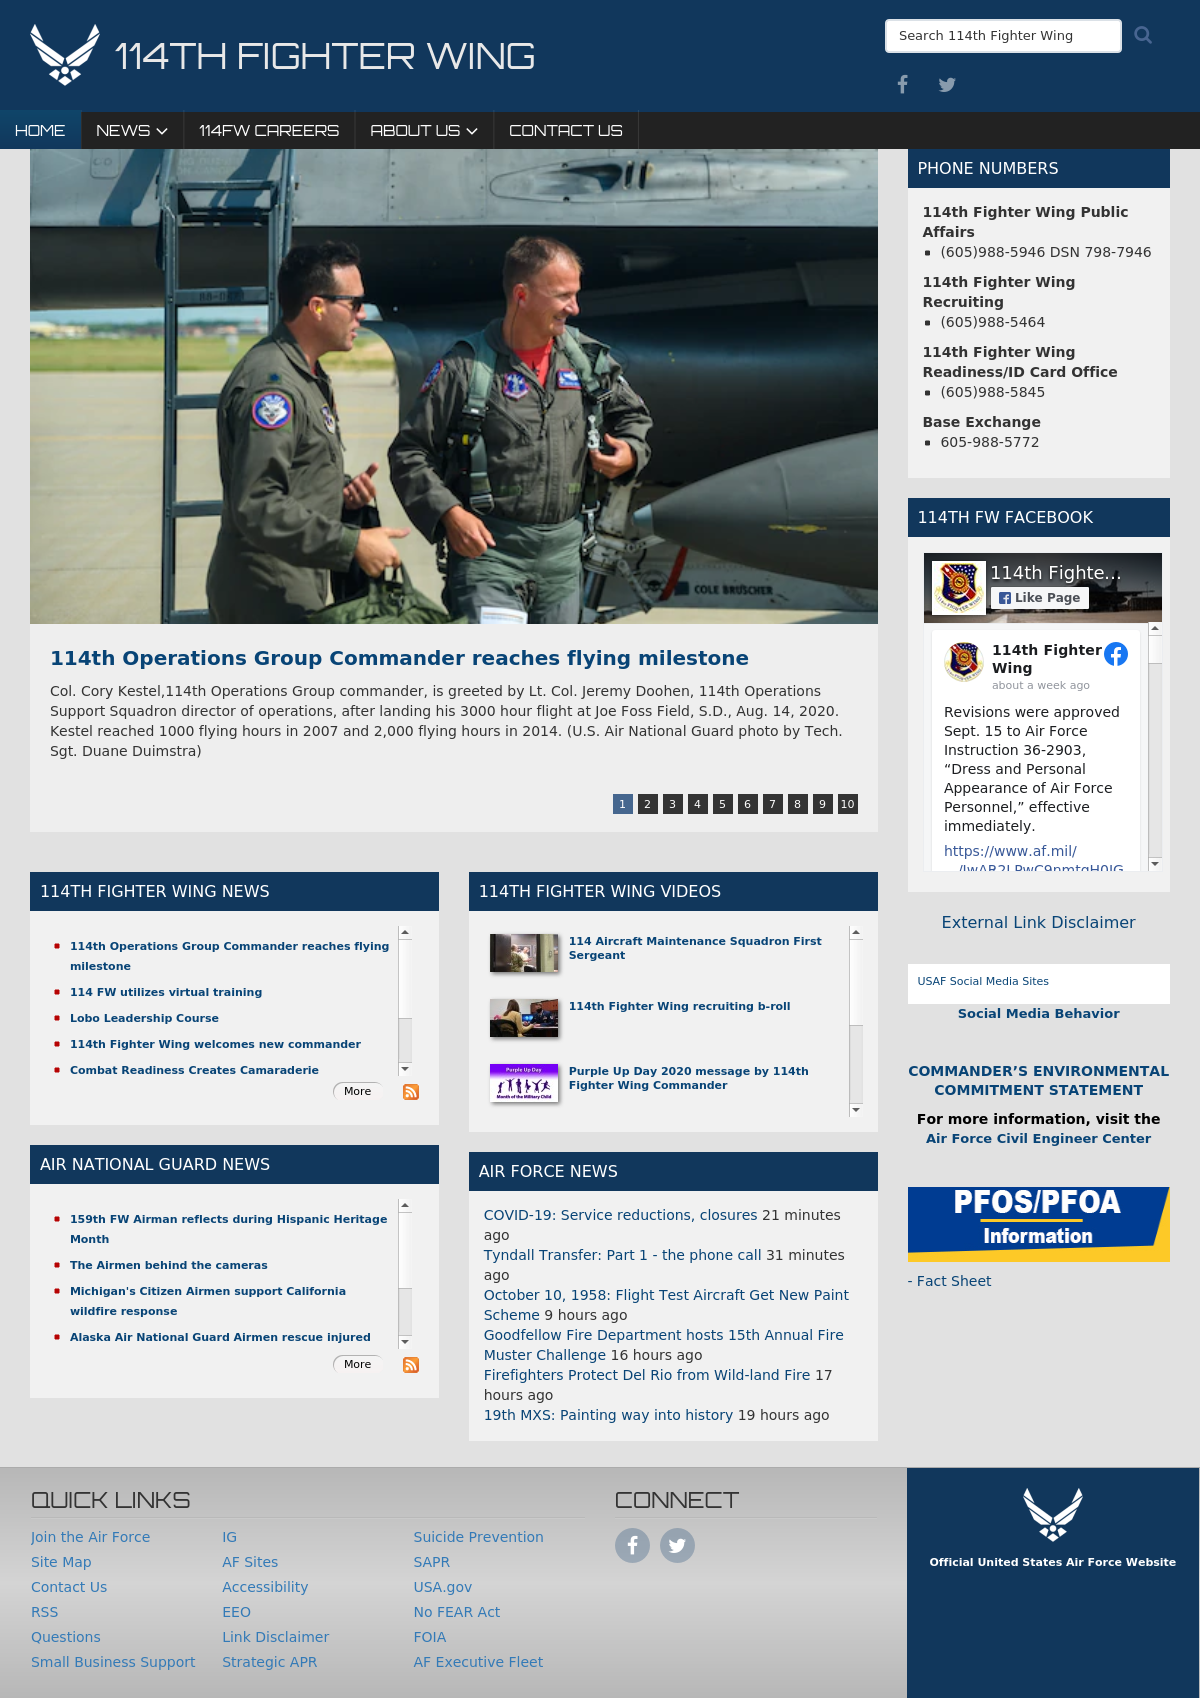 114TH FIGHTER WING
Search 114th Fighter Wing
HOME
NEWS
114FW CAREERS
ABOUT US
CONTACT US
COLE BRUSCHER
114th Operations Group Commander reaches flying milestone
Col. Cory Kestel,114th Operations Group commander, is greeted by Lt. Col. Jeremy Doohen, 114th Operations
Support Squadron director of operations, after landing his 3000 hour flight at Joe Foss Field, S.D., Aug. 14, 2020.
Kestel reached 1000 flying hours in 2007 and 2,000 flying hours in 2014. (U.S. Air National Guard photo by Tech.
Sgt. Duane Duimstra)
1 2 3 4 5 6 7 8 9 10
PHONE NUMBERS
114th Fighter Wing Public
Affairs
(605)988-5946 DSN 798-7946
114th Fighter Wing
Recruiting
(605)988-5464
114th Fighter Wing
Readiness/ID Card Office
(605)988-5845
Base Exchange
605-988-5772
114TH FW FACEBOOK
114th Fighte...
Like Page
114th Fighter
Wing
about a week ago
Revisions were approved
Sept. 15 to Air Force
Instruction 36-2903,
“Dress and Personal
Appearance of Air Force
Personnel,” effective
immediately.
https://www.af.mil/
External Link Disclaimer
USAF Social Media Sites
Social Media Behavior
COMMANDER’S ENVIRONMENTAL
COMMITMENT STATEMENT
For more information, visit the
Air Force Civil Engineer Center
PFOS/PFOA
Information
- Fact Sheet
114TH FIGHTER WING NEWS
114th Operations Group Commander reaches flying
milestone
114 FW utilizes virtual training
Lobo Leadership Course
114th Fighter Wing welcomes new commander
Combat Readiness Creates Camaraderie
More
114TH FIGHTER WING VIDEOS
114 Aircraft Maintenance Squadron First
Sergeant
114th Fighter Wing recruiting b-roll
Purple Up Day
Month of the Military Child
Purple Up Day 2020 message by 114th
Fighter Wing Commander
AIR NATIONAL GUARD NEWS
159th FW Airman reflects during Hispanic Heritage
Month
The Airmen behind the cameras
Michigan's Citizen Airmen support California
wildfire response
Alaska Air National Guard Airmen rescue injured
More
AIR FORCE NEWS
COVID-19: Service reductions, closures 21 minutes
ago
Tyndall Transfer: Part 1 - the phone call 31 minutes
ago
October 10, 1958: Flight Test Aircraft Get New Paint
Scheme 9 hours ago
Goodfellow Fire Department hosts 15th Annual Fire
Muster Challenge 16 hours ago
Firefighters Protect Del Rio from Wild-land Fire 17
hours ago
19th MXS: Painting way into history 19 hours ago
QUICK LINKS
Join the Air Force
Site Map
Contact Us
RSS
Questions
Small Business Support
IG
AF Sites
Accessibility
EEO
Link Disclaimer
Strategic APR
Suicide Prevention
SAPR
USA.gov
No FEAR Act
FOIA
AF Executive Fleet
CONNECT
Official United States Air Force Website